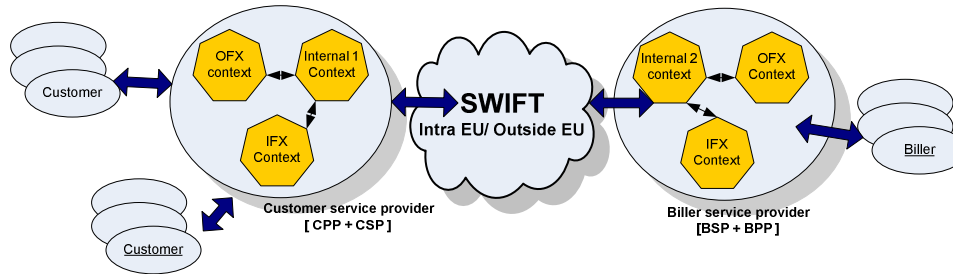 Customer
OFX
context
Internal 1
Context
IFX
Context
Customer service provider
[ CPP + CSP ]
Customer
SWIFT
Intra EU/ Outside EU
Internal 2
context
OFX
Context
IFX
Context
Biller service provider
[BSP + BPP ]
Biller